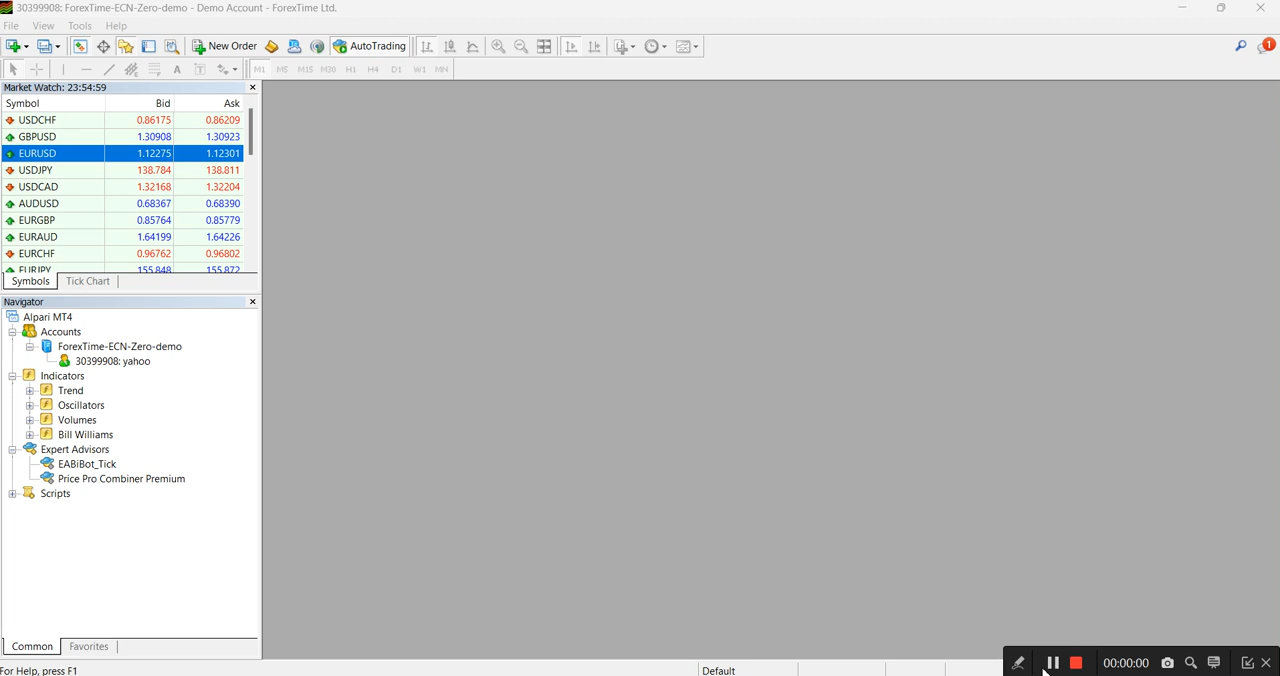 30399908: ForexTime-ECN-Zero-demo - Demo Account - ForexTime Ltd.
File View Tools Help
New Order AutoTrading 1
A T M1 M5 M15 M30 H1 H4 D1 W1 MN
Market Watch: 23:54:59
Symbol Bid Ask
USDCHF 0.86175 0.86209
GBPUSD 1.30908 1.30923
EURUSD 1.12275 1.12301
USDJPY 138.784 138.811
USDCAD 1.32168 1.32204
AUDUSD 0.68367 0.68390
EURGBP 0.85764 0.85779
EURAUD 1.64199 1.64226
EURCHF 0.96762 0.96802
EURJPY 155.848 155.872
Symbols Tick Chart
Navigator
Alpari MT4
Accounts
ForexTime-ECN-Zero-demo
30399908: yahoo
Indicators
Trend
Oscillators
Volumes
Bill Williams
Expert Advisors
EABiBot_Tick
Price Pro Combiner Premium
Scripts
Common Favorites
For Help, press F1 Default 00:00:00